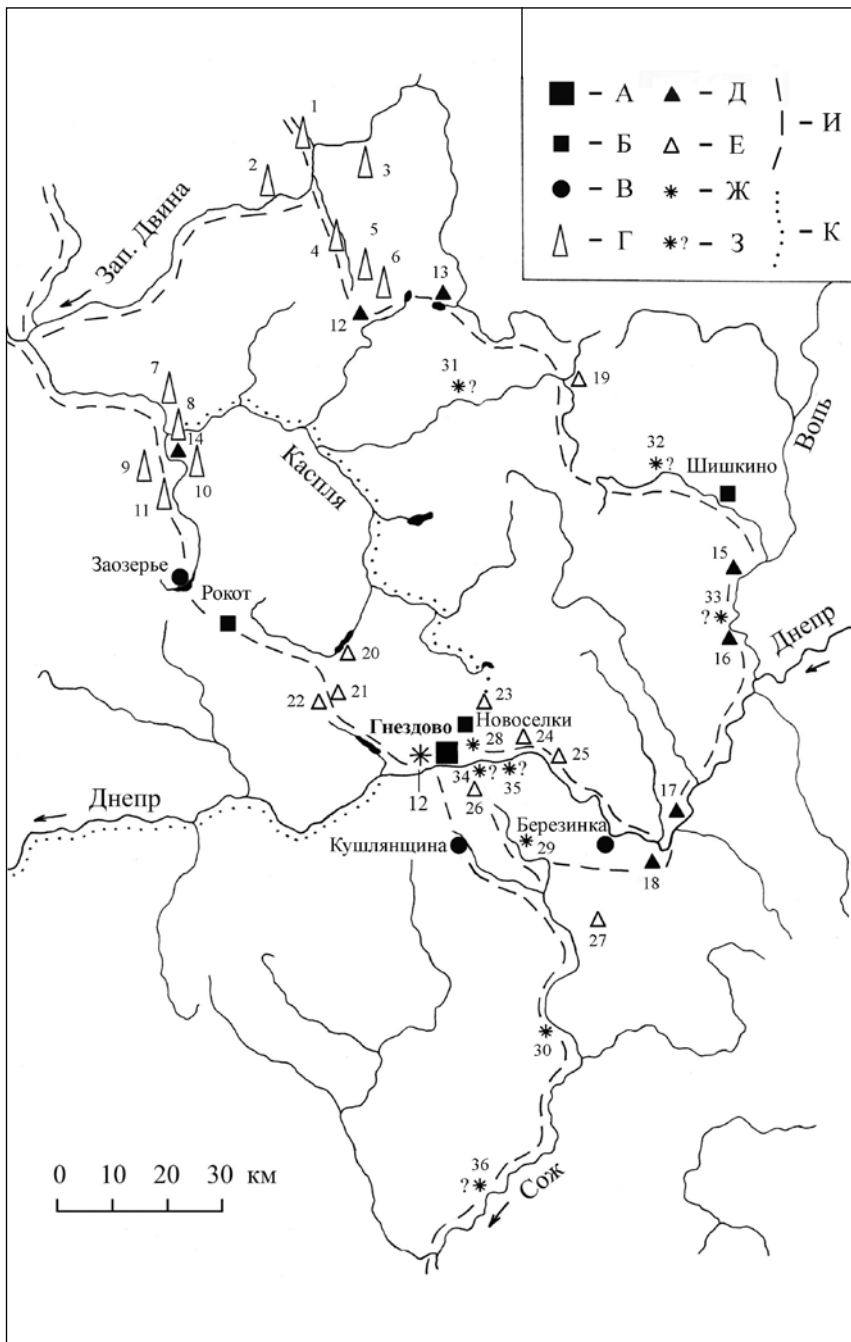 - А
- Д
- Б
- Е
- И
- В
- Ж
- Г
* ? - З
- К
1
2
3
Зап. Двина
4
5
6
13
12
7
31
?
19
8
14
32
?
Вопь
9
10
Каспля
Шишкино
11
15
Заозерье
33
?
Рокот
16
Днепр
20
22
21
23
Гнездово
Новоселки
28
24
25
12
34
?
35
?
26
17
Днепр
Березинка
Кушлянщина
29
18
27
30
0 10 20 30 км
36
?
Сож